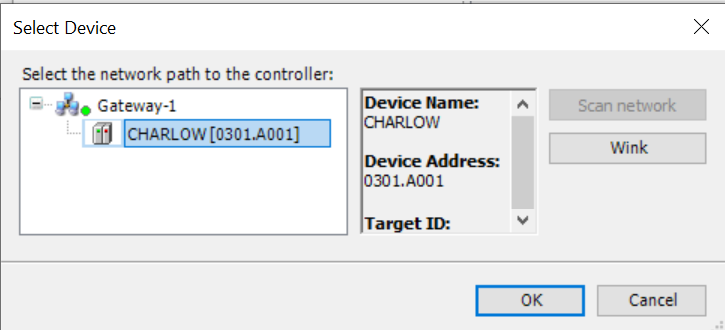 Select Device
Select the network path to the controller:
Gateway-1
CHARLOW [0301.A001]
Device Name:
CHARLOW
Device Address:
0301.A001
Target ID:
Scan network
Wink
OK
Cancel